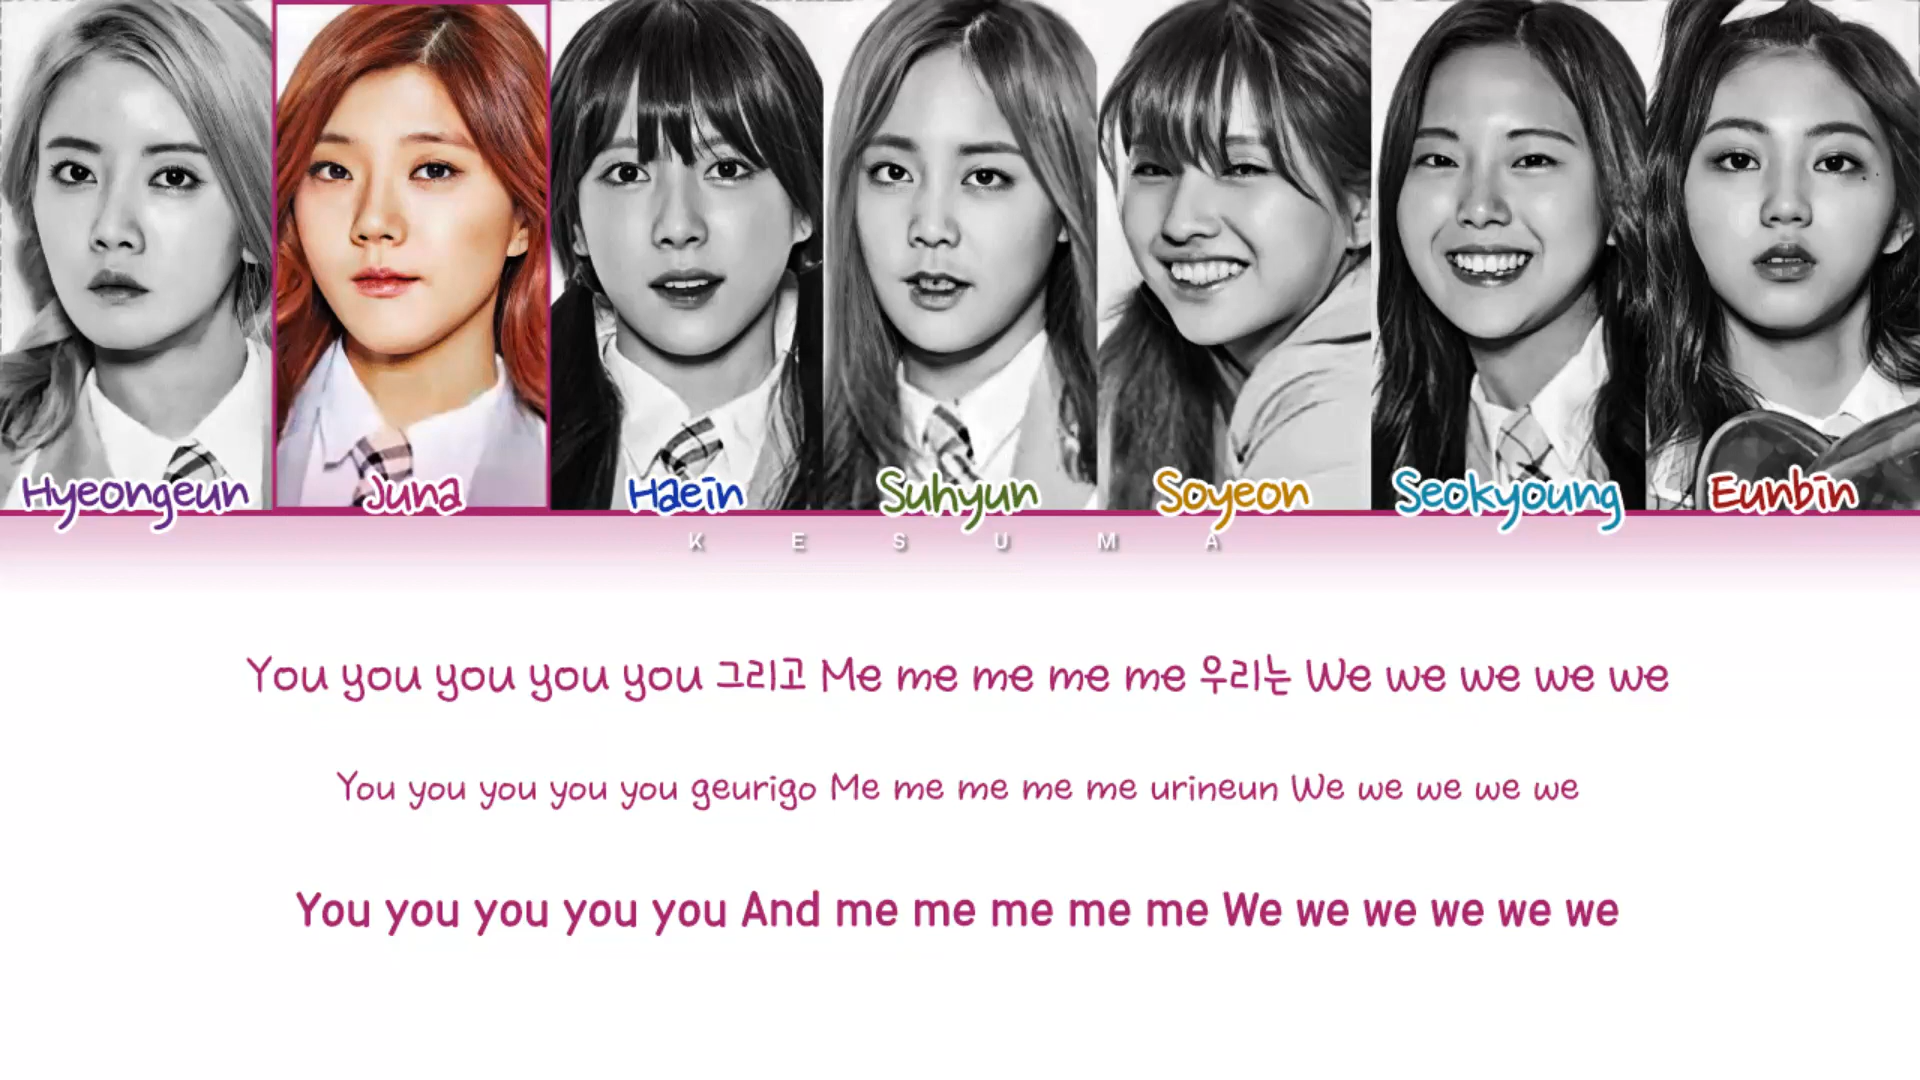 Hyeongeun Juna Haein Suhyun Soyeon Seokyoung Eunbin
KESUMA
You you you you you 그리고 Me me me me me 우리는 We we we we we
You you you you you geurigo Me me me me me urineun We we we we we
You you you you you And me me me me me We we we we we we